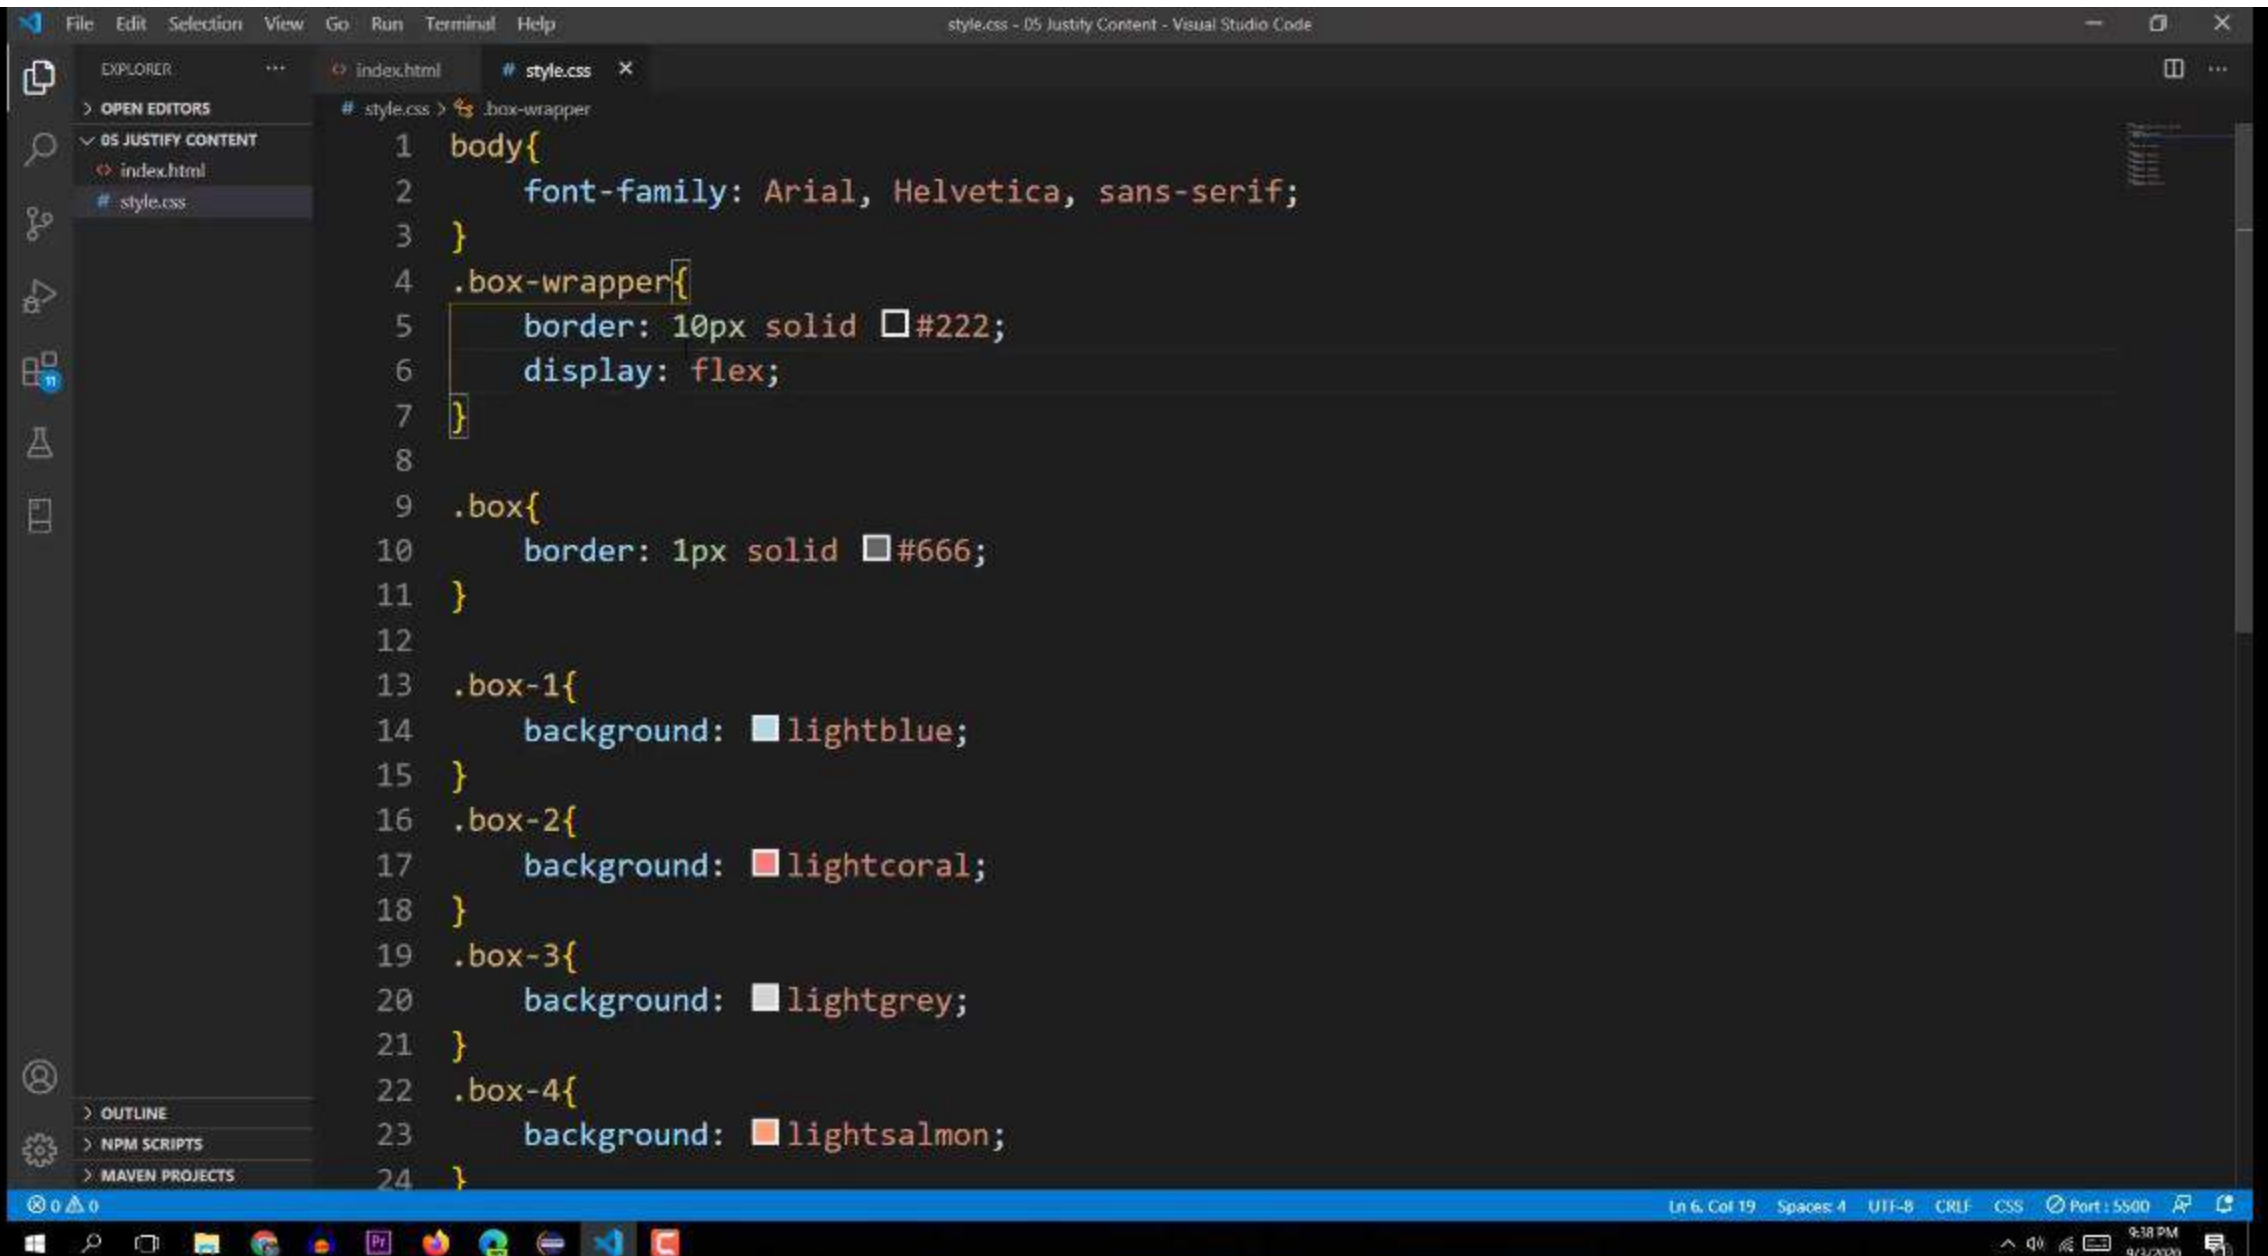 File Edit Selection View Go Run Terminal Help
style.css - 05 Justify Content - Visual Studio Code
EXPLORER ...
index.html
# style.css ×
> OPEN EDITORS
05 JUSTIFY CONTENT
index.html
# style.css
# style.css > .box-wrapper
1 body{
2 font-family: Arial, Helvetica, sans-serif;
3 }
4 .box-wrapper{
5 border: 10px solid #222;
6 display: flex;
7 }
8
9 .box{
10 border: 1px solid #666;
11 }
12
13 .box-1{
14 background: lightblue;
15 }
16 .box-2{
17 background: lightcoral;
18 }
19 .box-3{
20 background: lightgrey;
21 }
22 .box-4{
23 background: lightsalmon;
24 }
11
> OUTLINE
> NPM SCRIPTS
> MAVEN PROJECTS
0 0
Ln 6, Col 19 Spaces: 4 UTF-8 CRLF CSS Port : 5500
Pr
9:38 PM
9/3/2020